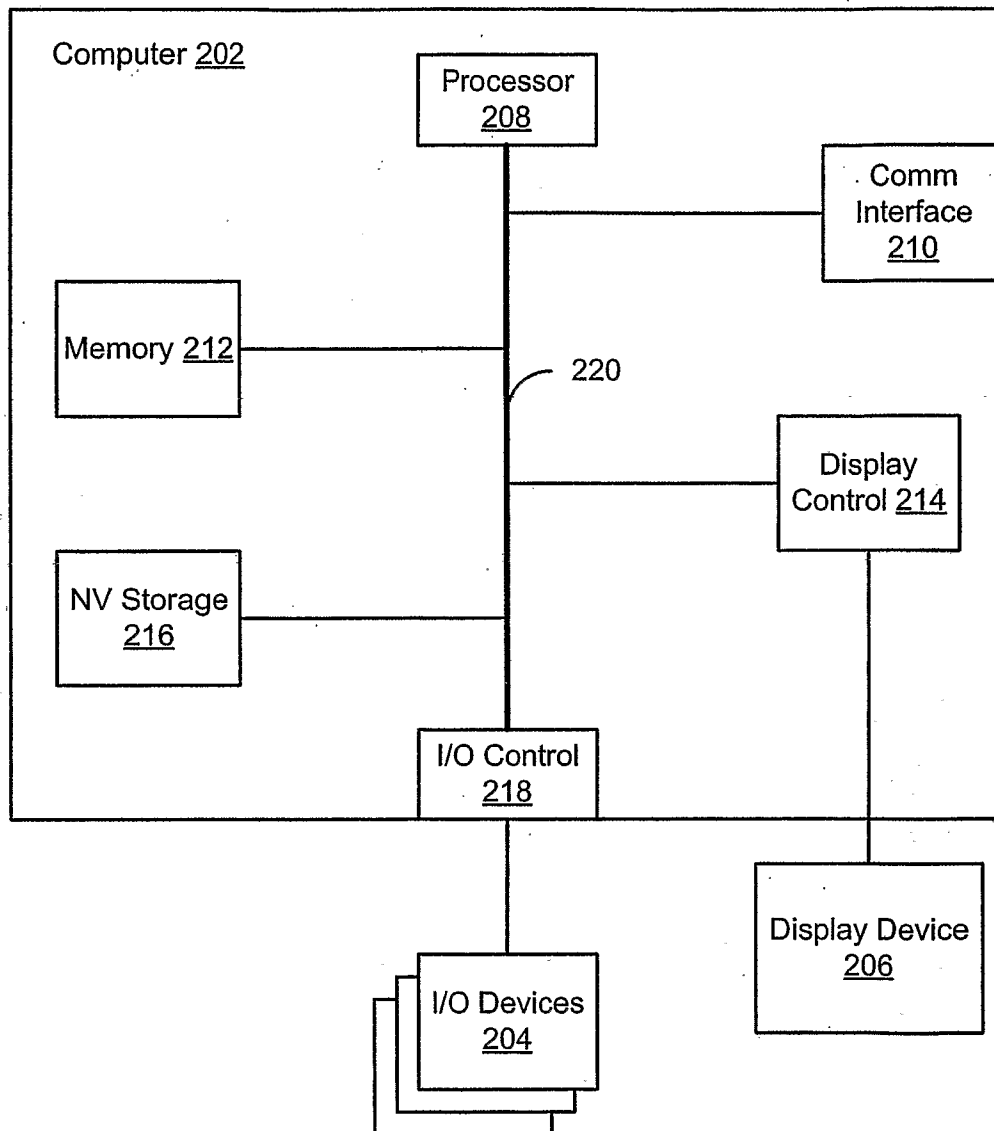 Computer 202
Processor
208
Comm
Interface
210
Memory 212
220
Display
Control 214
NV Storage
216
I/O Control
218
Display Device
206
I/O Devices
204